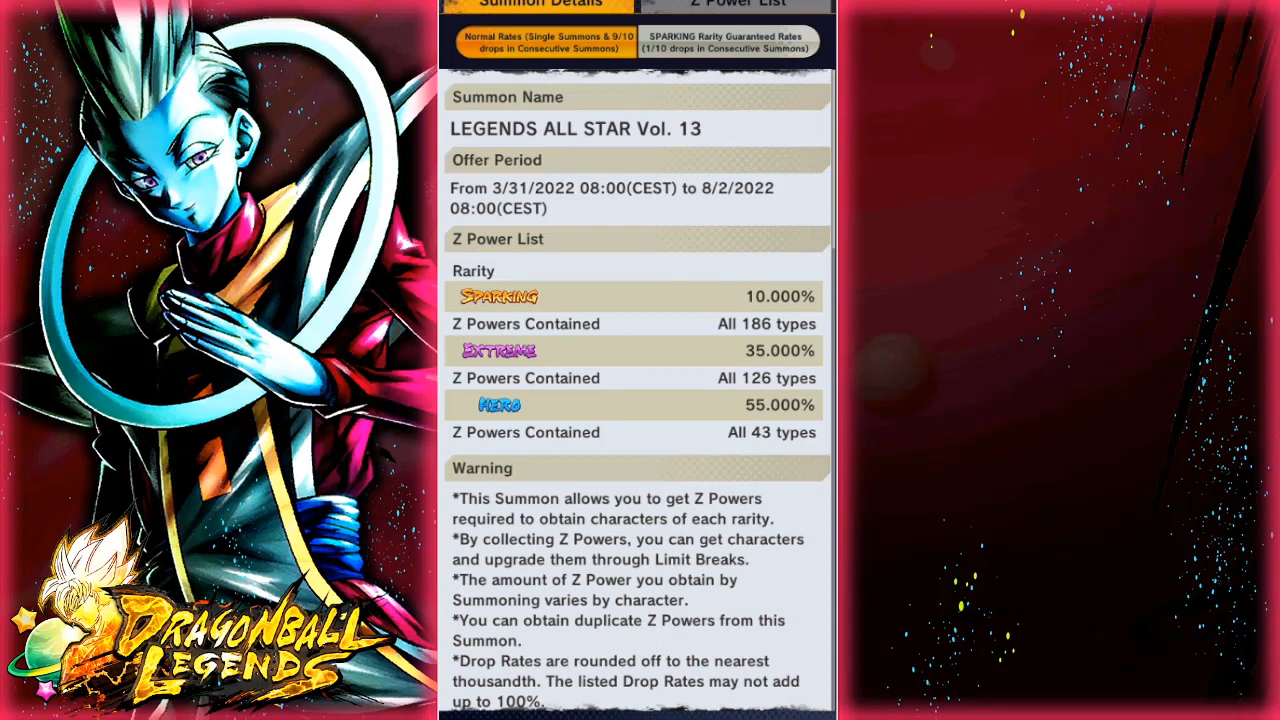 Summon Details
Z Power List
Normal Rates (Single Summons & 9/10
drops in Consecutive Summons)
SPARKING Rarity Guaranteed Rates
(1/10 drops in Consecutive Summons)
Summon Name
LEGENDS ALL STAR Vol. 13
Offer Period
From 3/31/2022 08:00(CEST) to 8/2/2022
08:00(CEST)
Z Power List
Rarity
SPARKING 10.000%
Z Powers Contained All 186 types
EXTREME 35.000%
Z Powers Contained All 126 types
HERO 55.000%
Z Powers Contained All 43 types
Warning
*This Summon allows you to get Z Powers
required to obtain characters of each rarity.
*By collecting Z Powers, you can get characters
and upgrade them through Limit Breaks.
*The amount of Z Power you obtain by
Summoning varies by character.
*You can obtain duplicate Z Powers from this
Summon.
*Drop Rates are rounded off to the nearest
thousandth. The listed Drop Rates may not add
up to 100%.
DRAGONBALL
LEGENDS